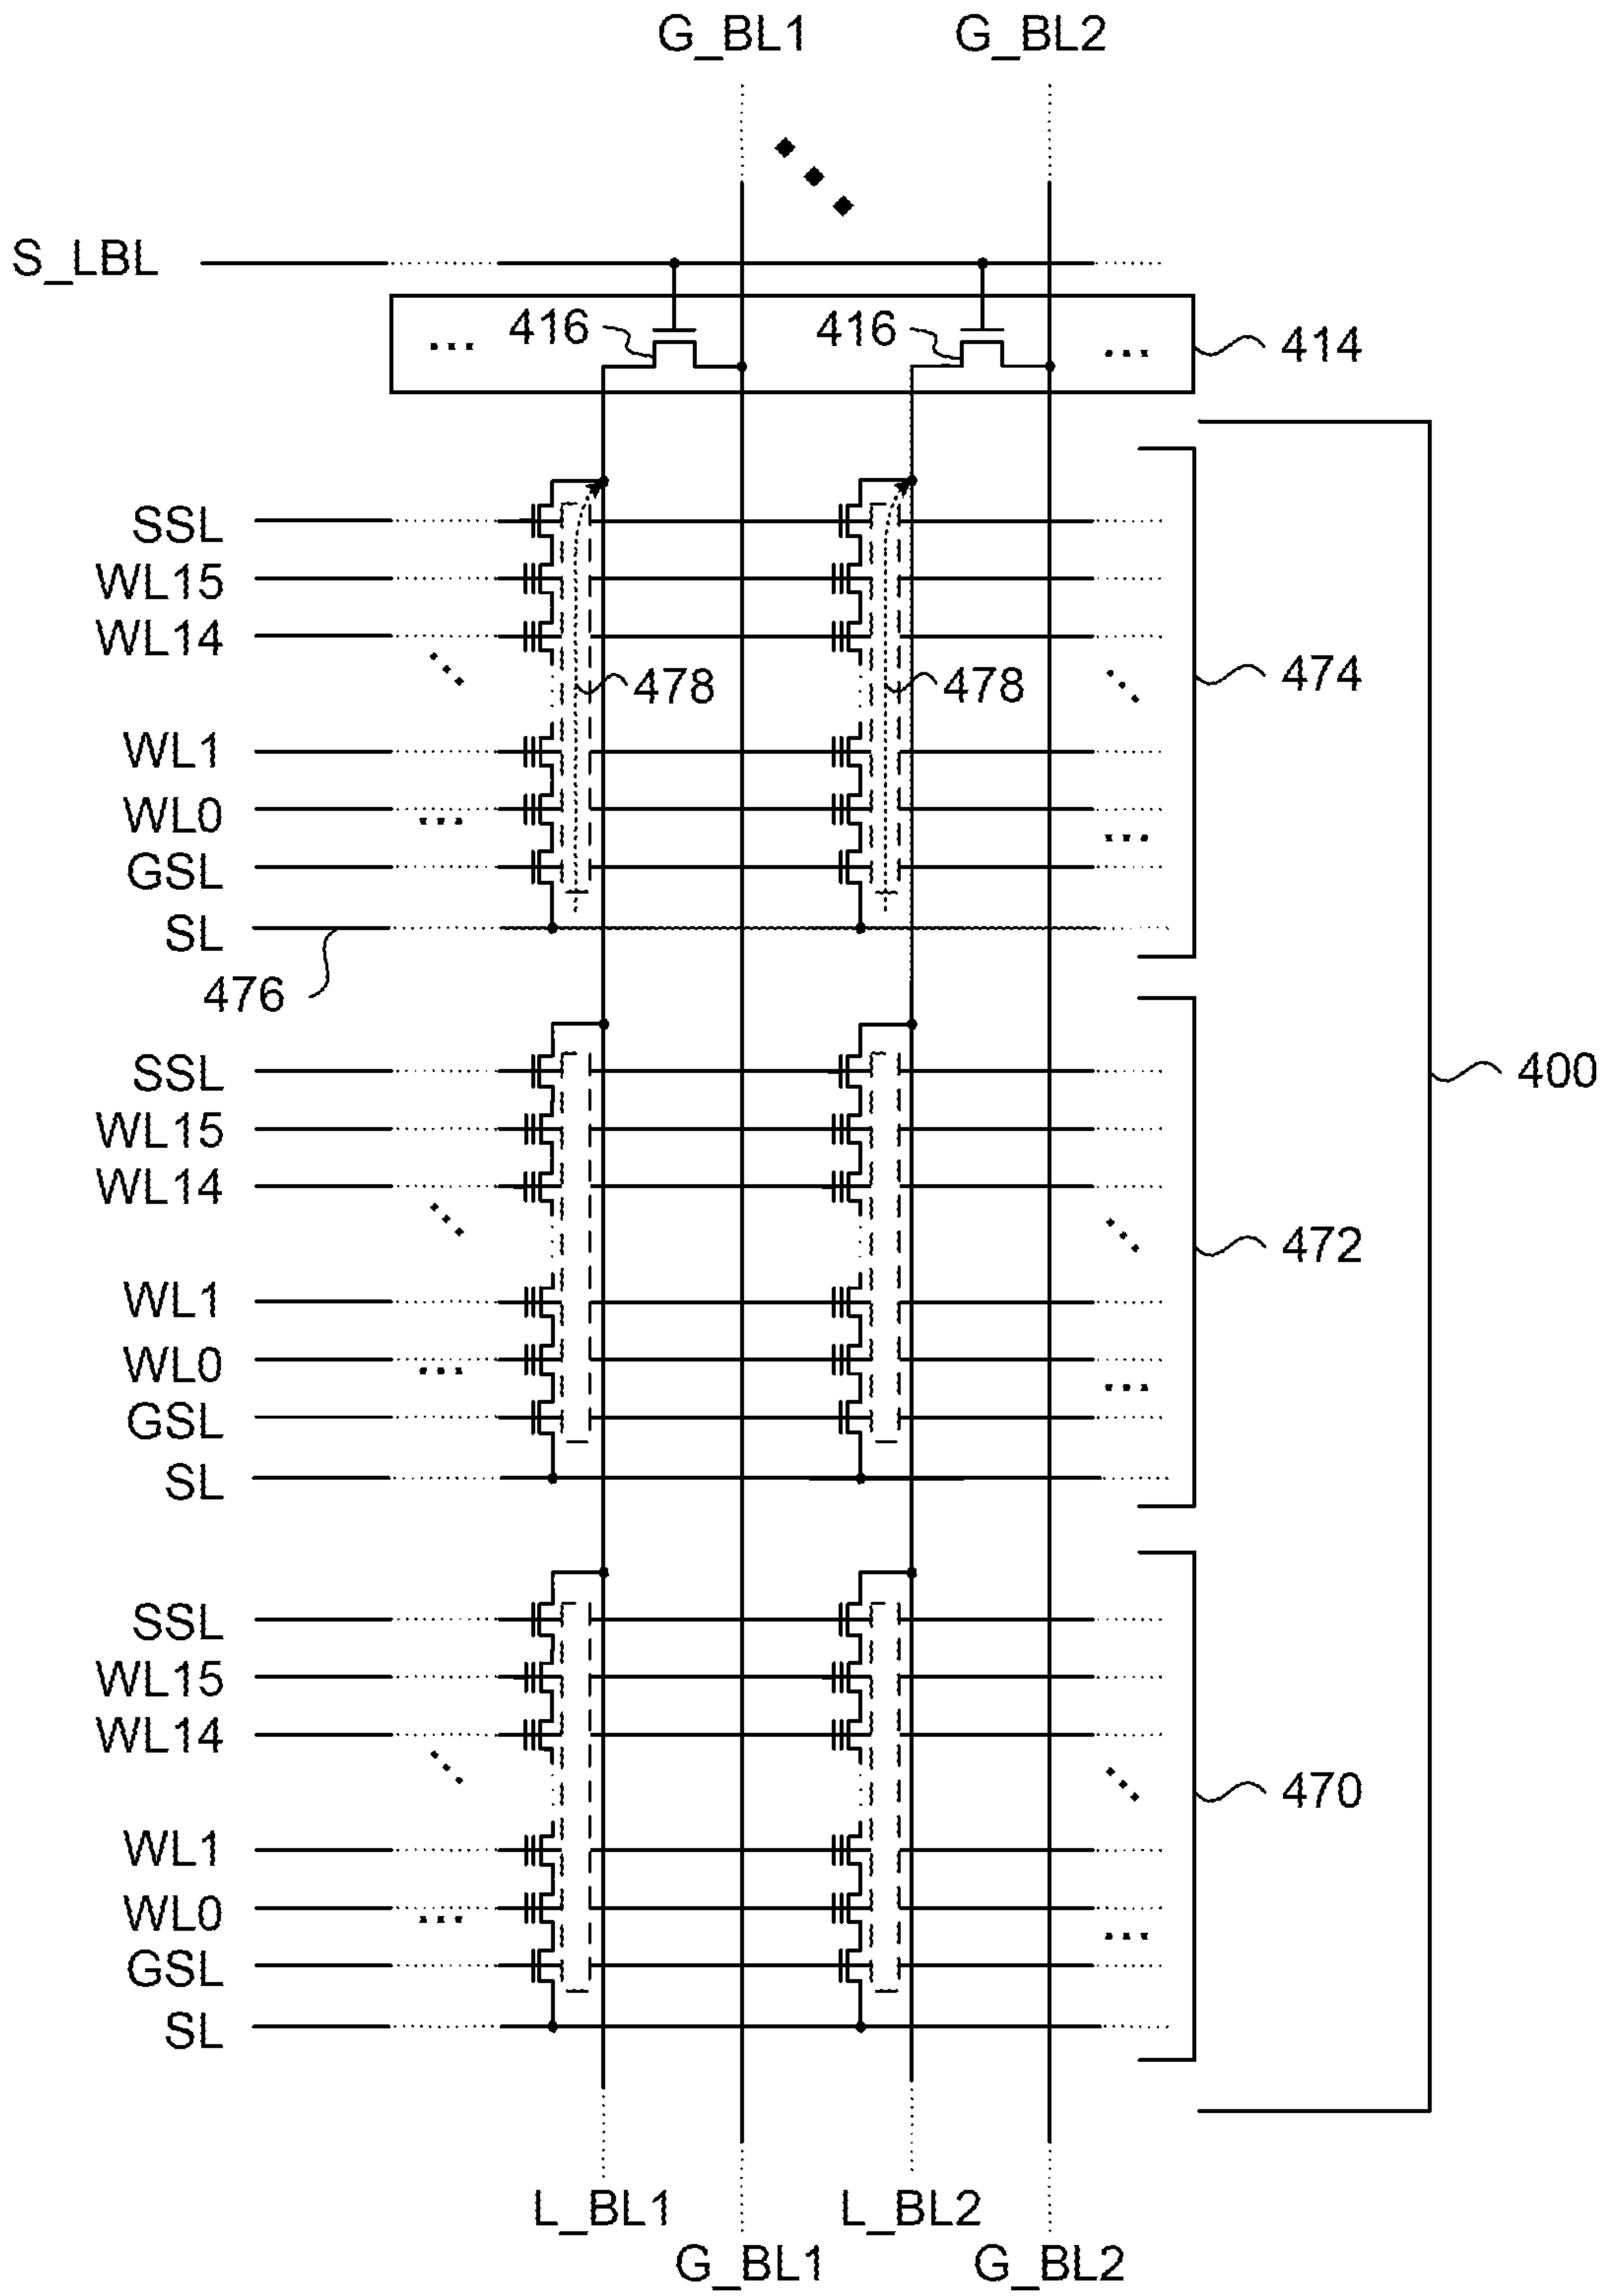 G_BL1 G_BL2
S_LBL
416 416 414
SSL
WL15
WL14
478 478 474
WL1
WL0
GSL
SL
476
SSL 400
WL15
WL14
472
WL1
WL0
GSL
SL
SSL
WL15
WL14
470
WL1
WL0
GSL
SL
L_BL1 L_BL2
G_BL1 G_BL2